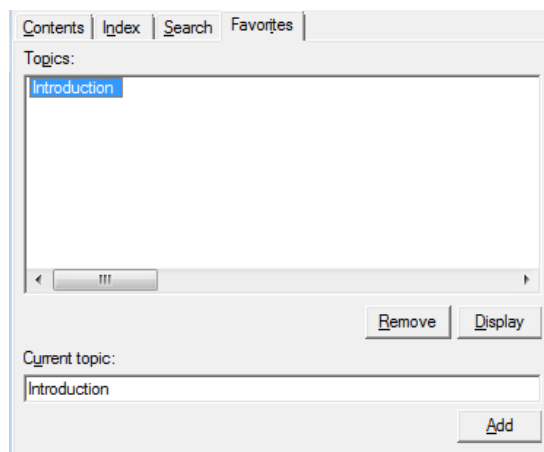 Contents Index Search Favorites
Topics:
Introduction
Remove Display
Current topic:
Introduction
Add